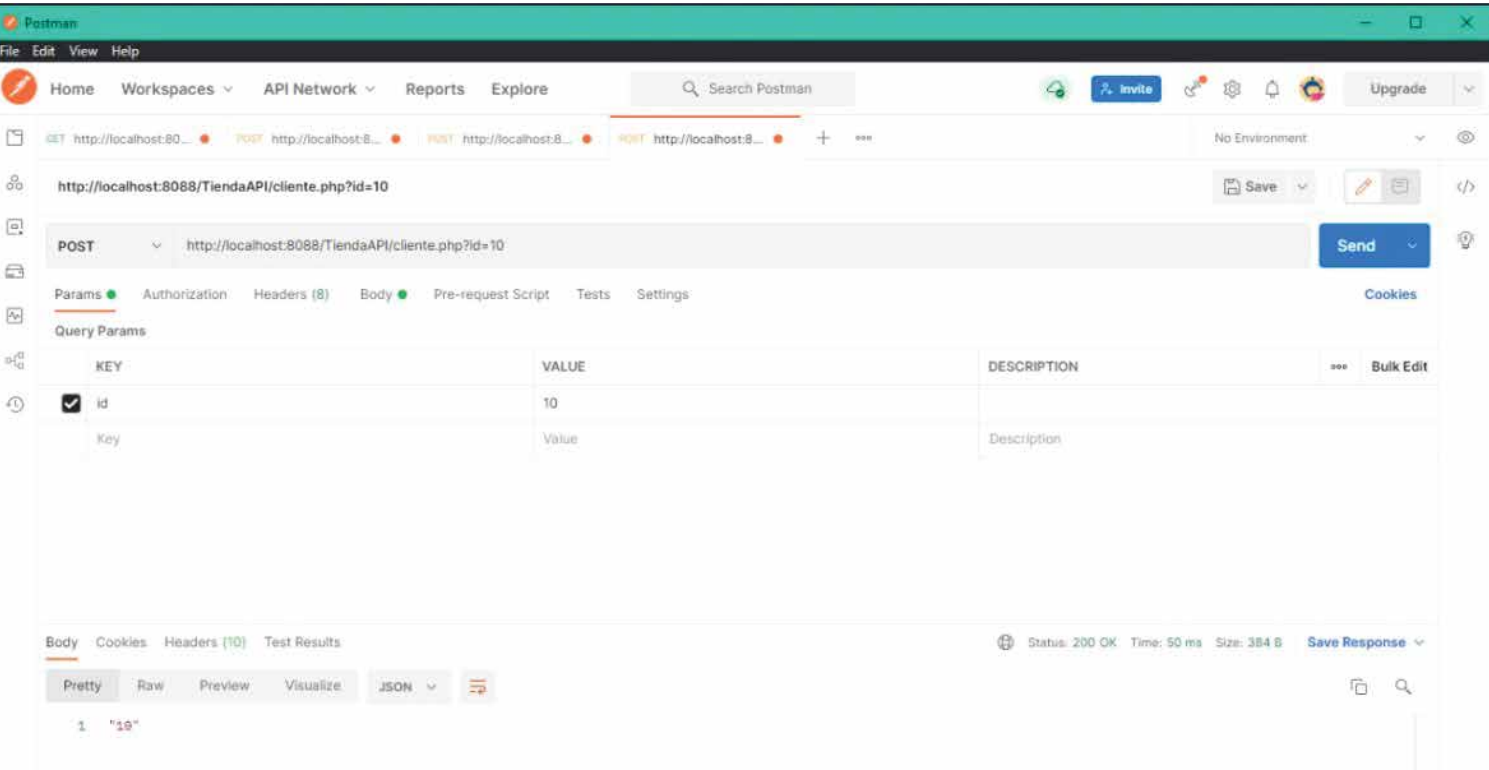 Postman
File Edit View Help
Home Workspaces API Network Reports Explore Search Postman Invite Upgrade
GET http://localhost:80... POST http://localhost:8... POST http://localhost:8... POST http://localhost:8... No Environment
http://localhost:8088/TiendaAPI/cliente.php?id=10 Save
POST http://localhost:8088/TiendaAPI/cliente.php?id=10 Send
Params Authorization Headers (8) Body Pre-request Script Tests Settings Cookies
Query Params
KEY VALUE DESCRIPTION Bulk Edit
id 10
Key Value Description
Body Cookies Headers (10) Test Results Status: 200 OK Time: 50 ms Size: 384 B Save Response
Pretty Raw Preview Visualize JSON
1 "10"